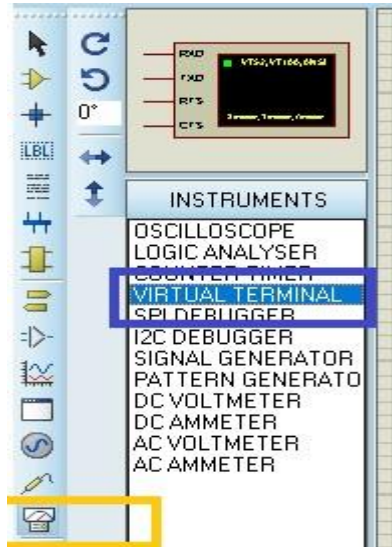 RXD
VT52, VT100, ANSI
TXD
RTS
CTS
0°
LBL
INSTRUMENTS
OSCILLOSCOPE
LOGIC ANALYSER
COUNTER TIMER
VIRTUAL TERMINAL
SPI DEBUGGER
I2C DEBUGGER
SIGNAL GENERATOR
PATTERN GENERATO
DC VOLTMETER
DC AMMETER
AC VOLTMETER
AC AMMETER